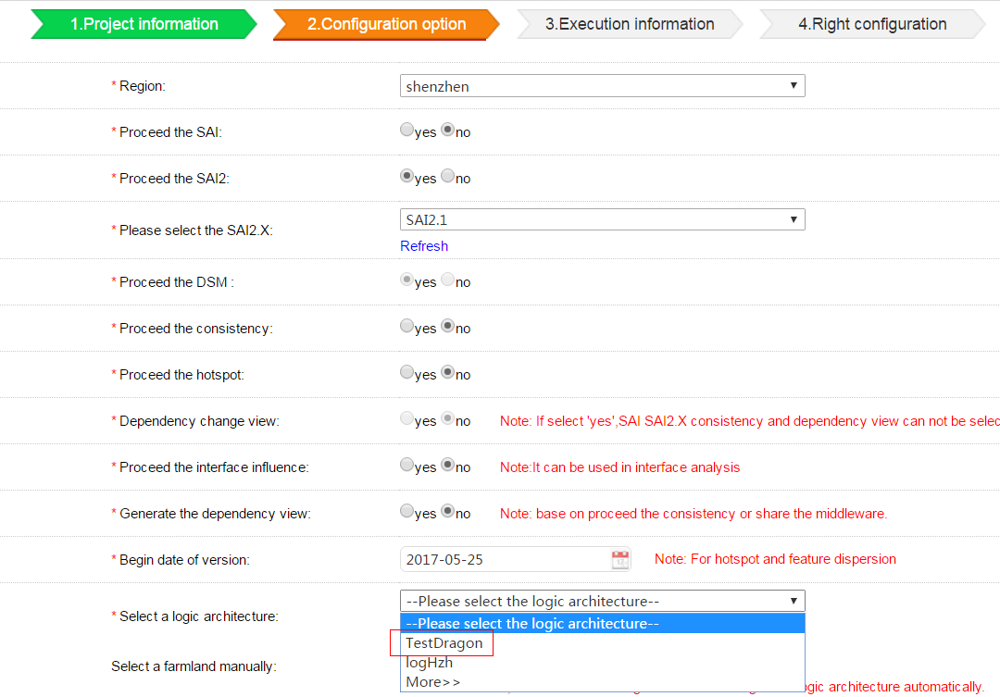 1.Project information
2.Configuration option
3.Execution information
4.Right configuration
* Region:
shenzhen
* Proceed the SAI:
yes no
* Proceed the SAI2:
yes no
* Please select the SAI2.X:
SAI2.1
Refresh
* Proceed the DSM :
yes no
* Proceed the consistency:
yes no
* Proceed the hotspot:
yes no
* Dependency change view:
yes no
Note: If select 'yes',SAI SAI2.X consistency and dependency view can not be selec
* Proceed the interface influence:
yes no
Note:It can be used in interface analysis
* Generate the dependency view:
yes no
Note: base on proceed the consistency or share the middleware.
* Begin date of version:
2017-05-25
Note: For hotspot and feature dispersion
* Select a logic architecture:
--Please select the logic architecture--
--Please select the logic architecture--
TestDragon
logHzh
More>>
Select a farmland manually:
ogic architecture automatically.